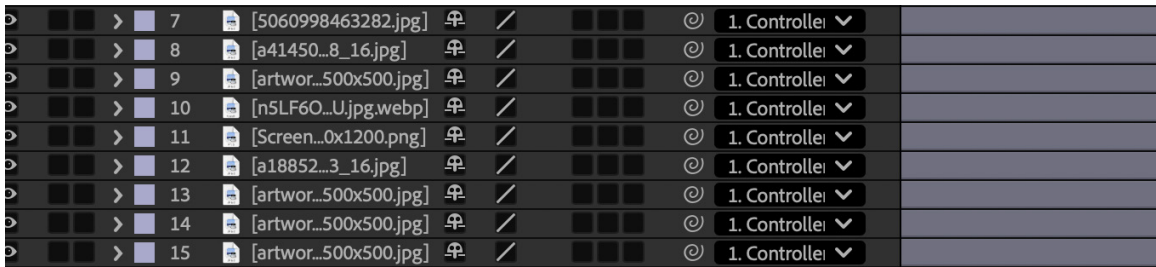 7 [5060998463282.jpg] 1. Controller
8 [a41450...8_16.jpg] 1. Controller
9 [artwor...500x500.jpg] 1. Controller
10 [n5LF6O...U.jpg.webp] 1. Controller
11 [Screen...0x1200.png] 1. Controller
12 [a18852...3_16.jpg] 1. Controller
13 [artwor...500x500.jpg] 1. Controller
14 [artwor...500x500.jpg] 1. Controller
15 [artwor...500x500.jpg] 1. Controller